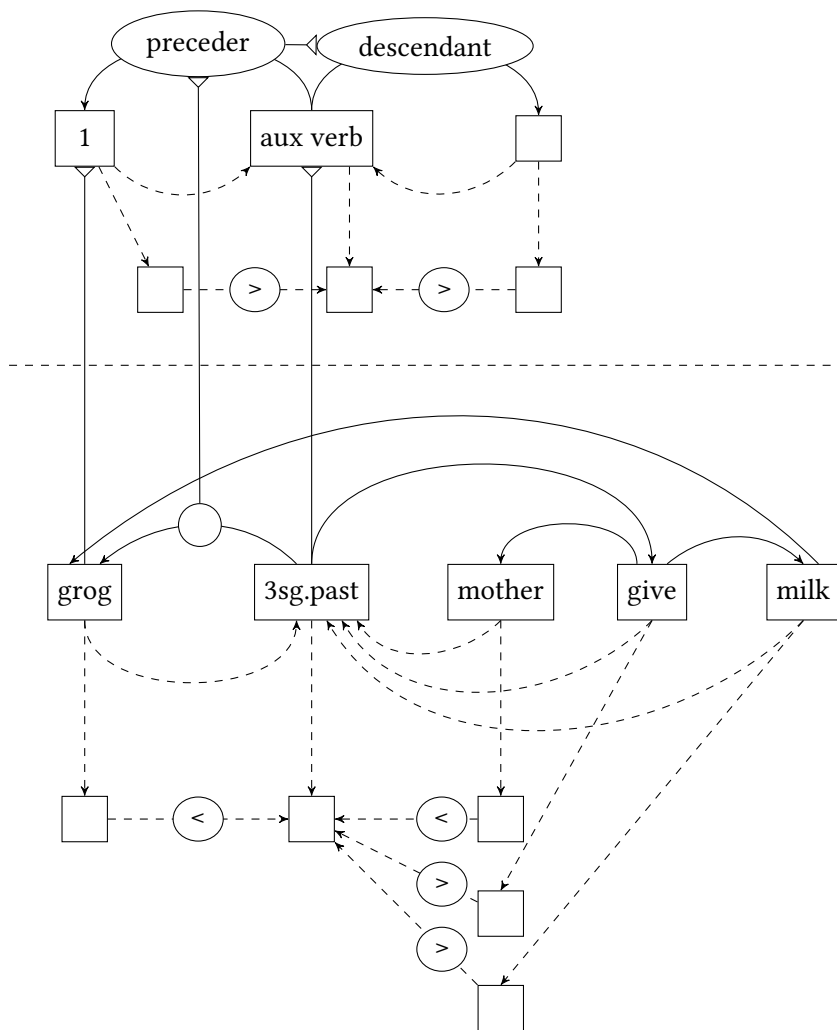 preceder descendant
1 aux verb
> >
grog 3sg.past mother give milk
< <
>
>